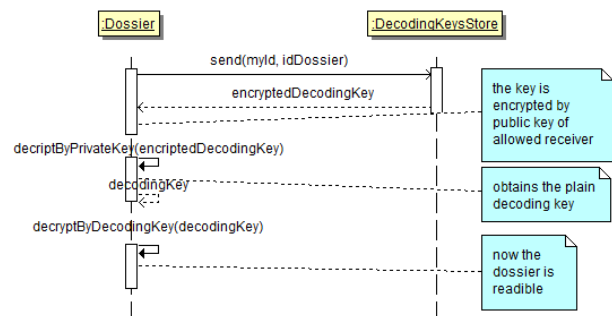 :Dossier
:DecodingKeysStore
send(myId, idDossier)
encryptedDecodingKey
the key is
encrypted by
public key of
allowed receiver
decriptByPrivateKey(encriptedDecodingKey)
decodingKey
obtains the plain
decoding key
decryptByDecodingKey(decodingKey)
now the
dossier is
readible